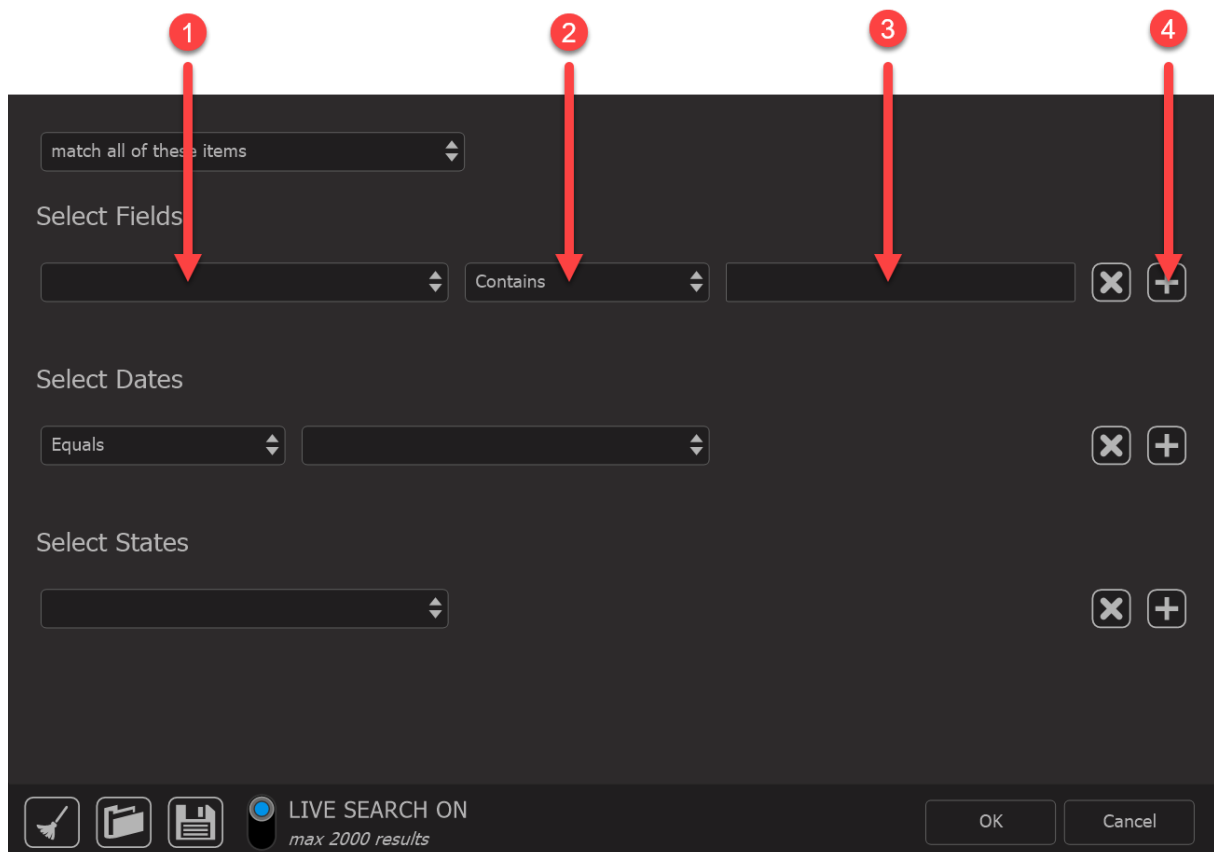 1 2 3 4
match all of these items
Select Fields
Contains
Select Dates
Equals
Select States
LIVE SEARCH ON
max 2000 results
OK Cancel